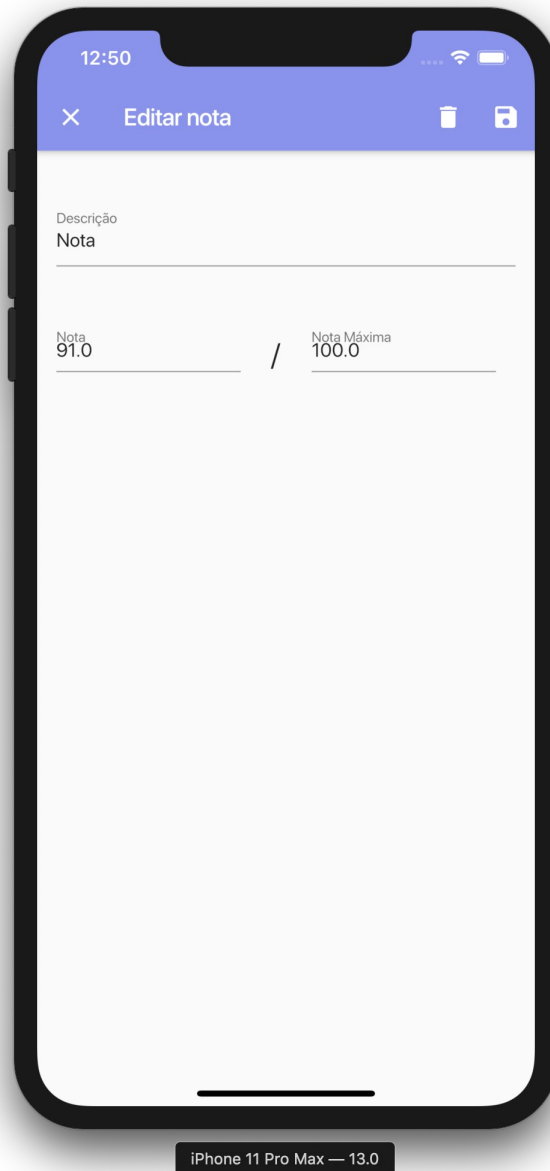 12:50
Editar nota
Descrição
Nota
Nota
91.0
/
Nota Máxima
100.0
iPhone 11 Pro Max — 13.0